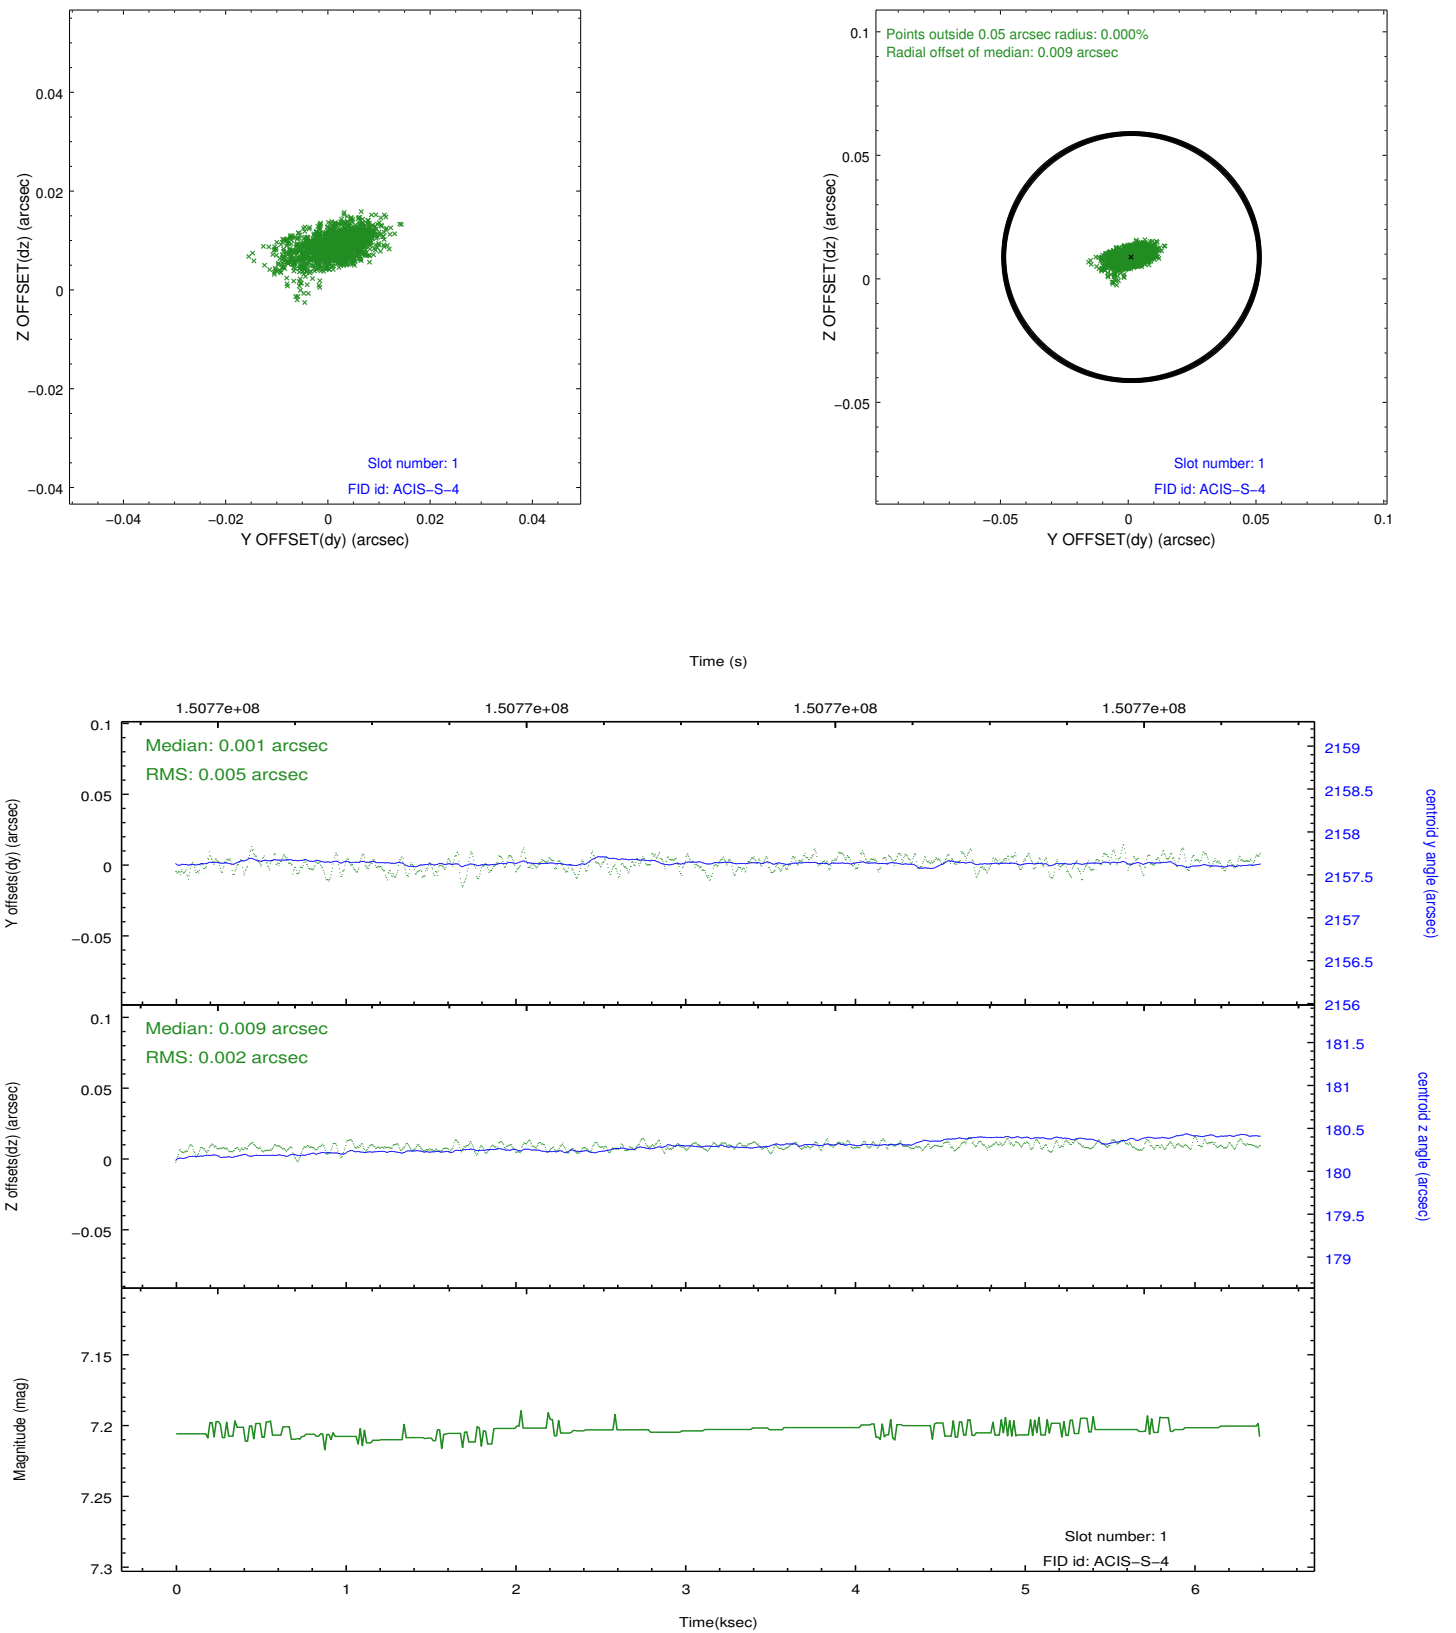 0.04
0.02
0
−0.02
−0.04
Z OFFSET(dz) (arcsec)
Slot number: 1
FID id: ACIS−S−4
−0.04
−0.02
0
0.02
0.04
Y OFFSET(dy) (arcsec)
Points outside 0.05 arcsec radius: 0.000%
Radial offset of median: 0.009 arcsec
0.1
0.05
0
−0.05
Z OFFSET(dz) (arcsec)
Slot number: 1
FID id: ACIS−S−4
−0.05
0
0.05
0.1
Y OFFSET(dy) (arcsec)
Time (s)
1.5077e+08
1.5077e+08
1.5077e+08
1.5077e+08
Median: 0.001 arcsec
RMS: 0.005 arcsec
0.1
0.05
0
−0.05
Y offsets(dy) (arcsec)
2159
2158.5
2158
2157.5
2157
2156.5
2156
centroid y angle (arcsec)
Median: 0.009 arcsec
RMS: 0.002 arcsec
0.1
0.05
0
−0.05
Z offsets(dz) (arcsec)
181.5
181
180.5
180
179.5
179
centroid z angle (arcsec)
7.15
7.2
7.25
7.3
Magnitude (mag)
Slot number: 1
FID id: ACIS−S−4
0
1
2
3
4
5
6
Time(ksec)